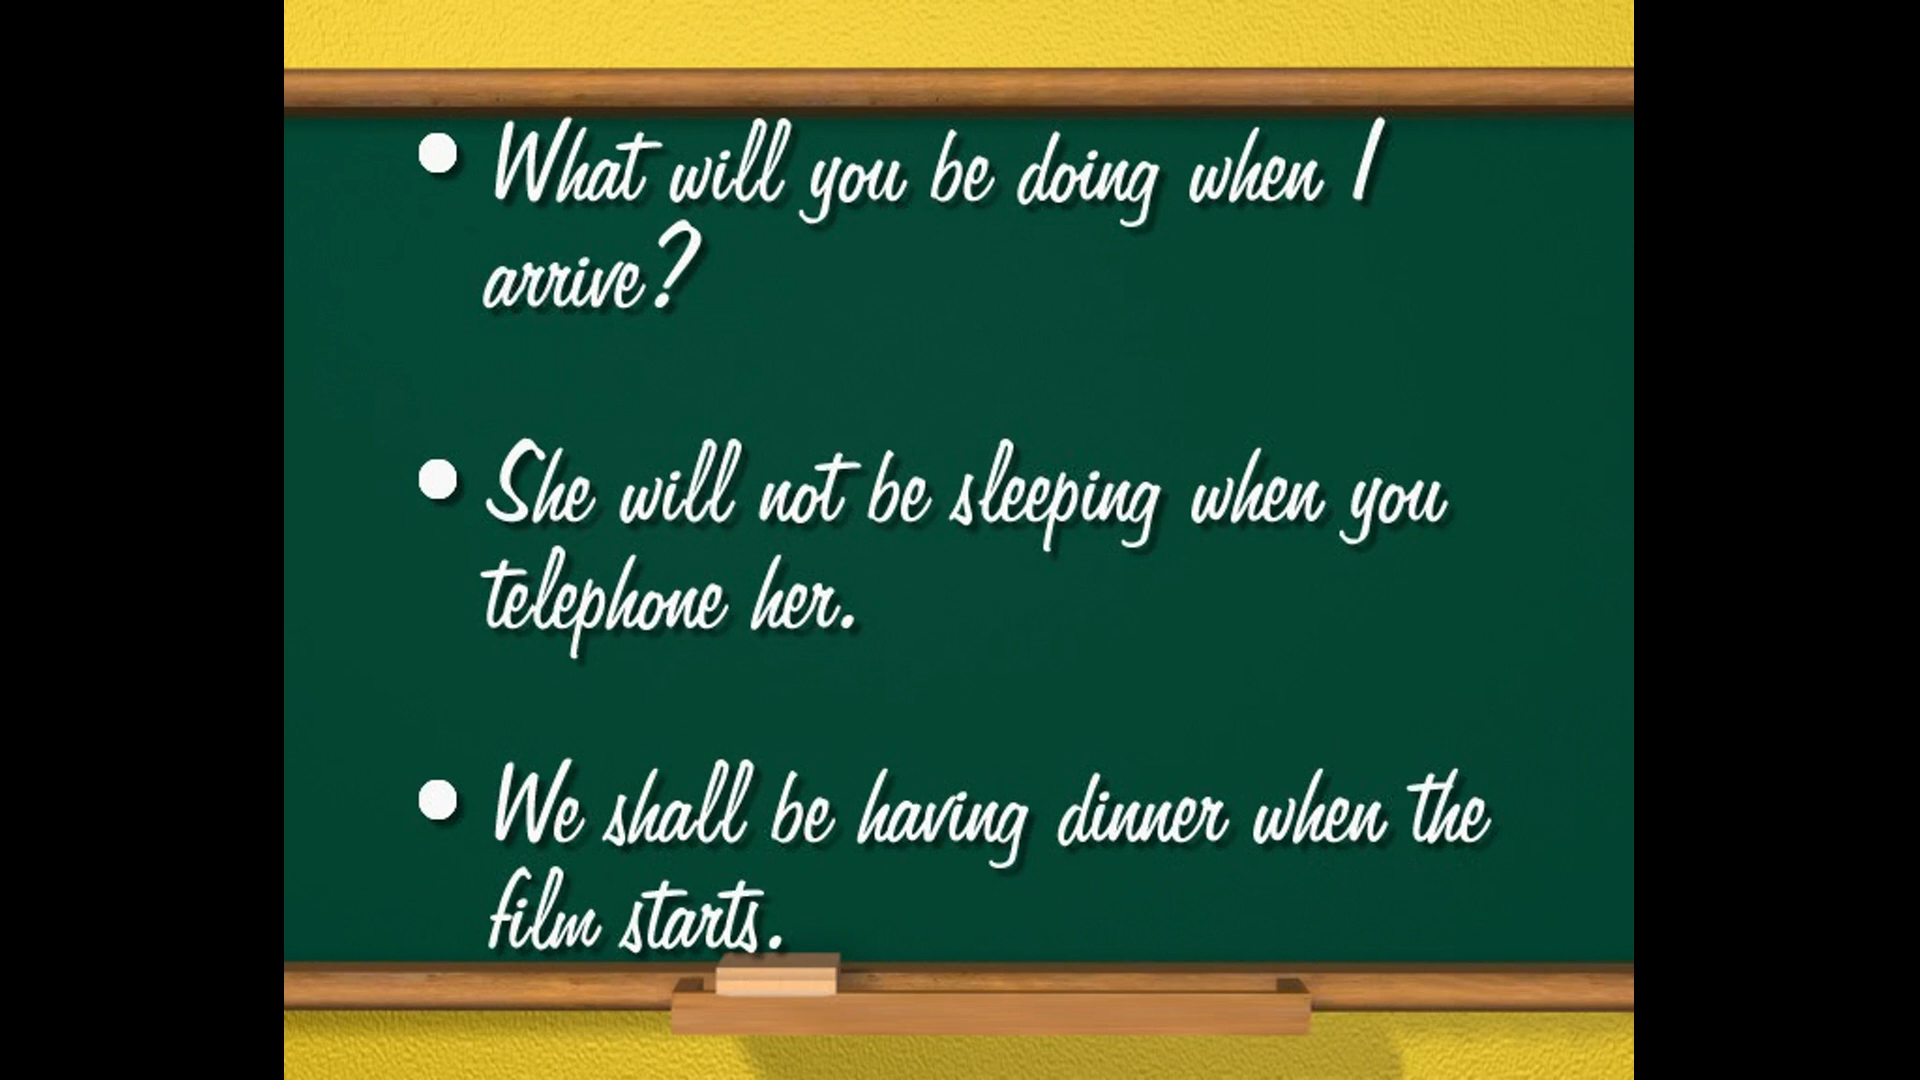 • What will you be doing when I
arrive?
• She will not be sleeping when you
telephone her.
• We shall be having dinner when the
film starts.